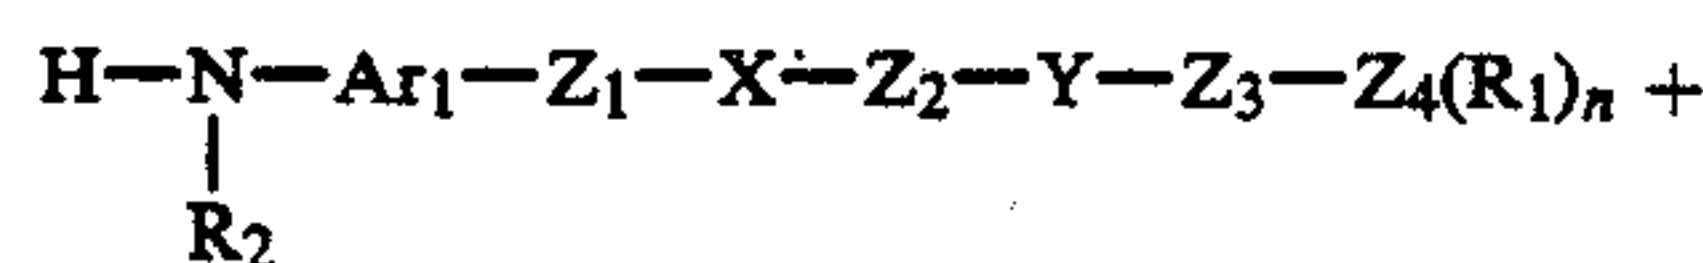 H—N—Ar₁—Z₁—X—Z₂—Y—Z₃—Z₄(R₁)ₙ +
R₂